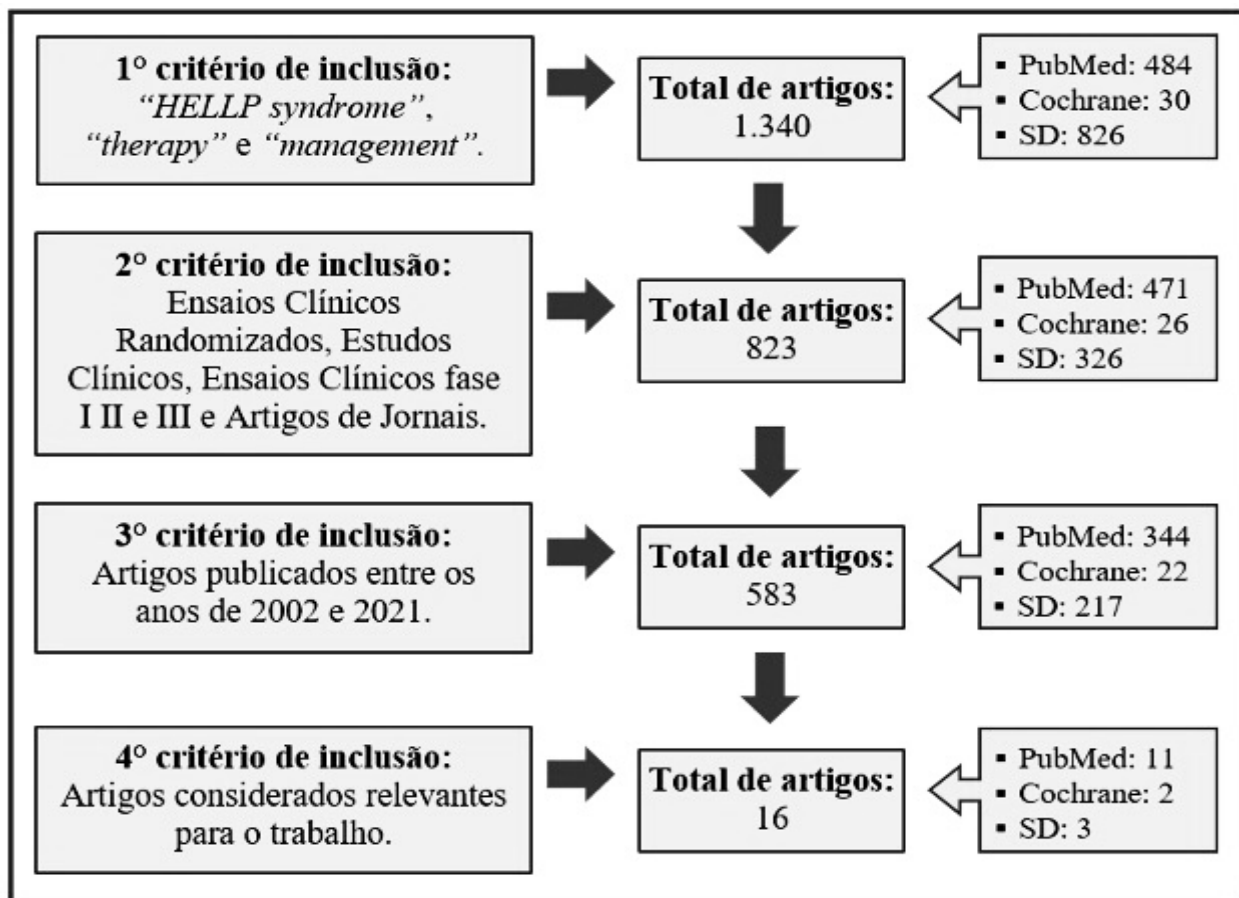 1° critério de inclusão:
“HELLP syndrome”,
“therapy” e “management”.
Total de artigos:
1.340
▪ PubMed: 484
▪ Cochrane: 30
▪ SD: 826
2° critério de inclusão:
Ensaios Clínicos
Randomizados, Estudos
Clínicos, Ensaios Clínicos fase
I II e III e Artigos de Jornais.
Total de artigos:
823
▪ PubMed: 471
▪ Cochrane: 26
▪ SD: 326
3° critério de inclusão:
Artigos publicados entre os
anos de 2002 e 2021.
Total de artigos:
583
▪ PubMed: 344
▪ Cochrane: 22
▪ SD: 217
4° critério de inclusão:
Artigos considerados relevantes
para o trabalho.
Total de artigos:
16
▪ PubMed: 11
▪ Cochrane: 2
▪ SD: 3